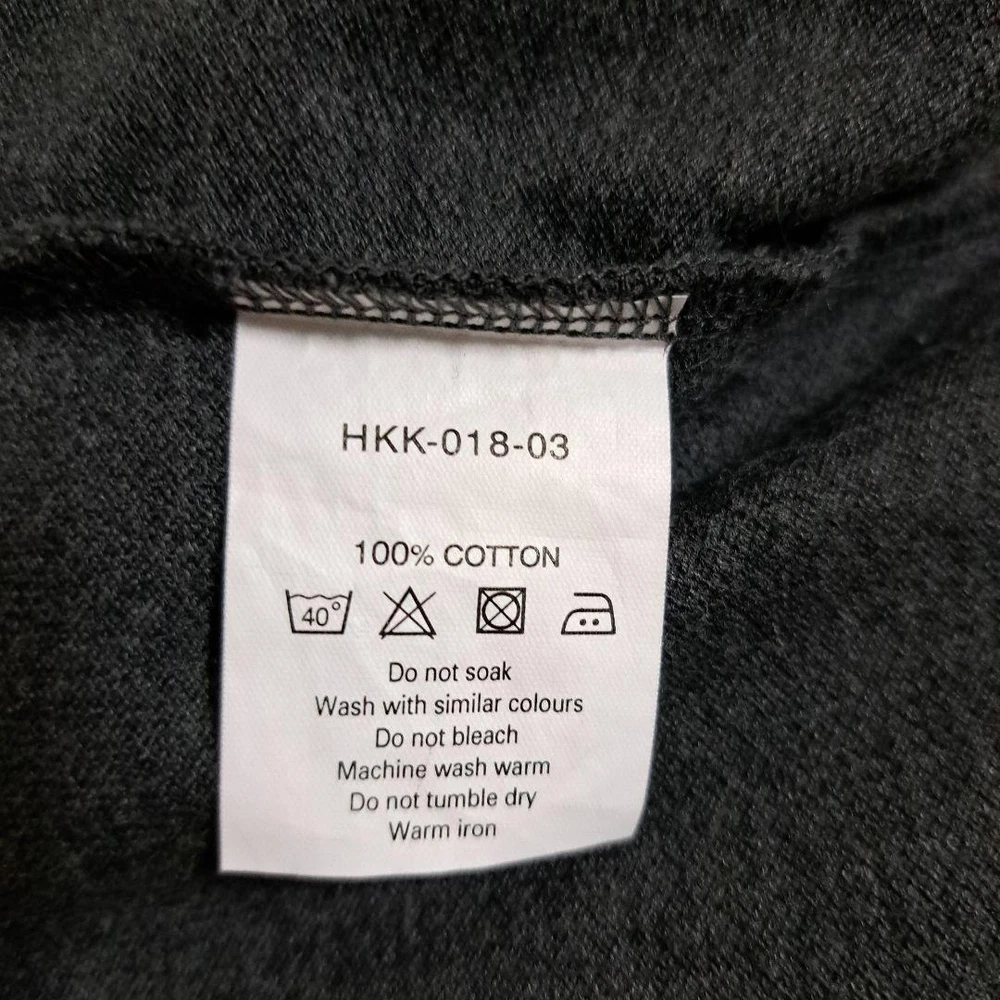 HKK-018-03
100% COTTON
40°
Do not soak
Wash with similar colours
Do not bleach
Machine wash warm
Do not tumble dry
Warm iron